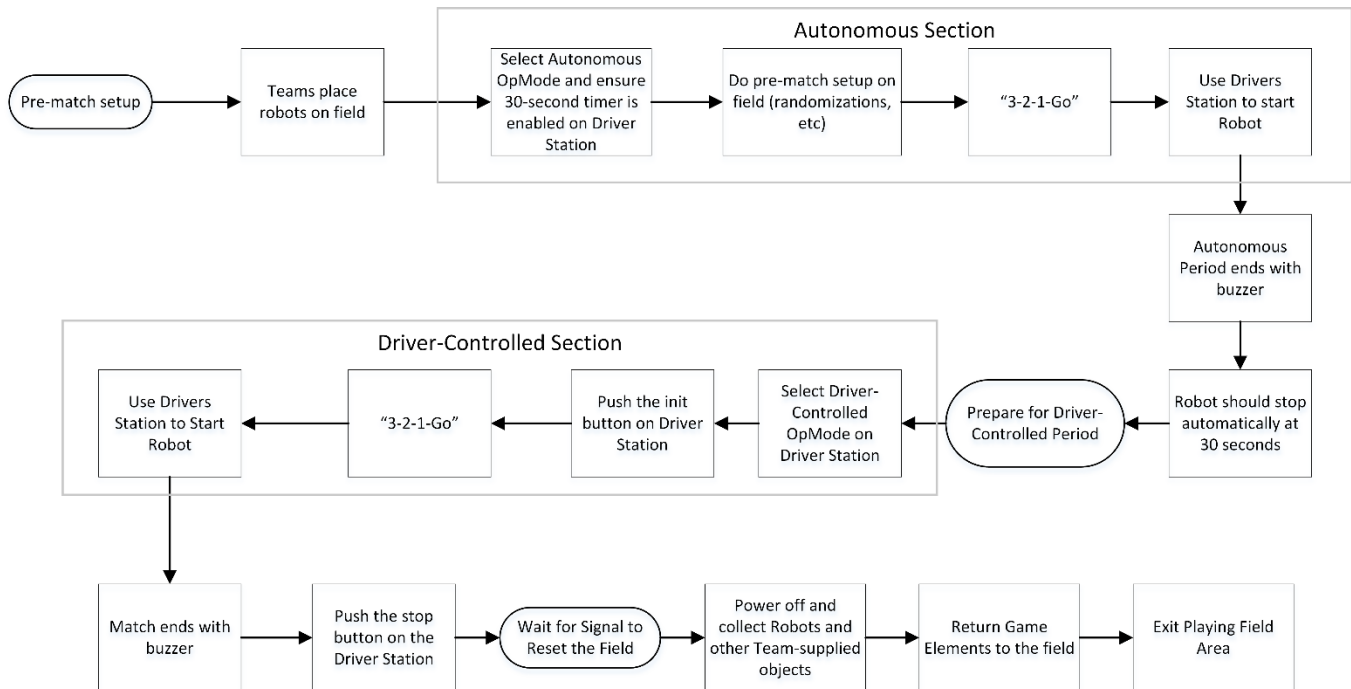 Autonomous Section
Pre-match setup
Teams place
robots on field
Select Autonomous
OpMode and ensure
30-second timer is
enabled on Driver
Station
Do pre-match setup on
field (randomizations,
etc)
“3-2-1-Go”
Use Drivers
Station to start
Robot
Autonomous
Period ends with
buzzer
Robot should stop
automatically at
30 seconds
Prepare for Driver-
Controlled Period
Driver-Controlled Section
Select Driver-
Controlled
OpMode on
Driver Station
Push the init
button on Driver
Station
“3-2-1-Go”
Use Drivers
Station to Start
Robot
Match ends with
buzzer
Push the stop
button on the
Driver Station
Wait for Signal to
Reset the Field
Power off and
collect Robots and
other Team-supplied
objects
Return Game
Elements to the field
Exit Playing Field
Area